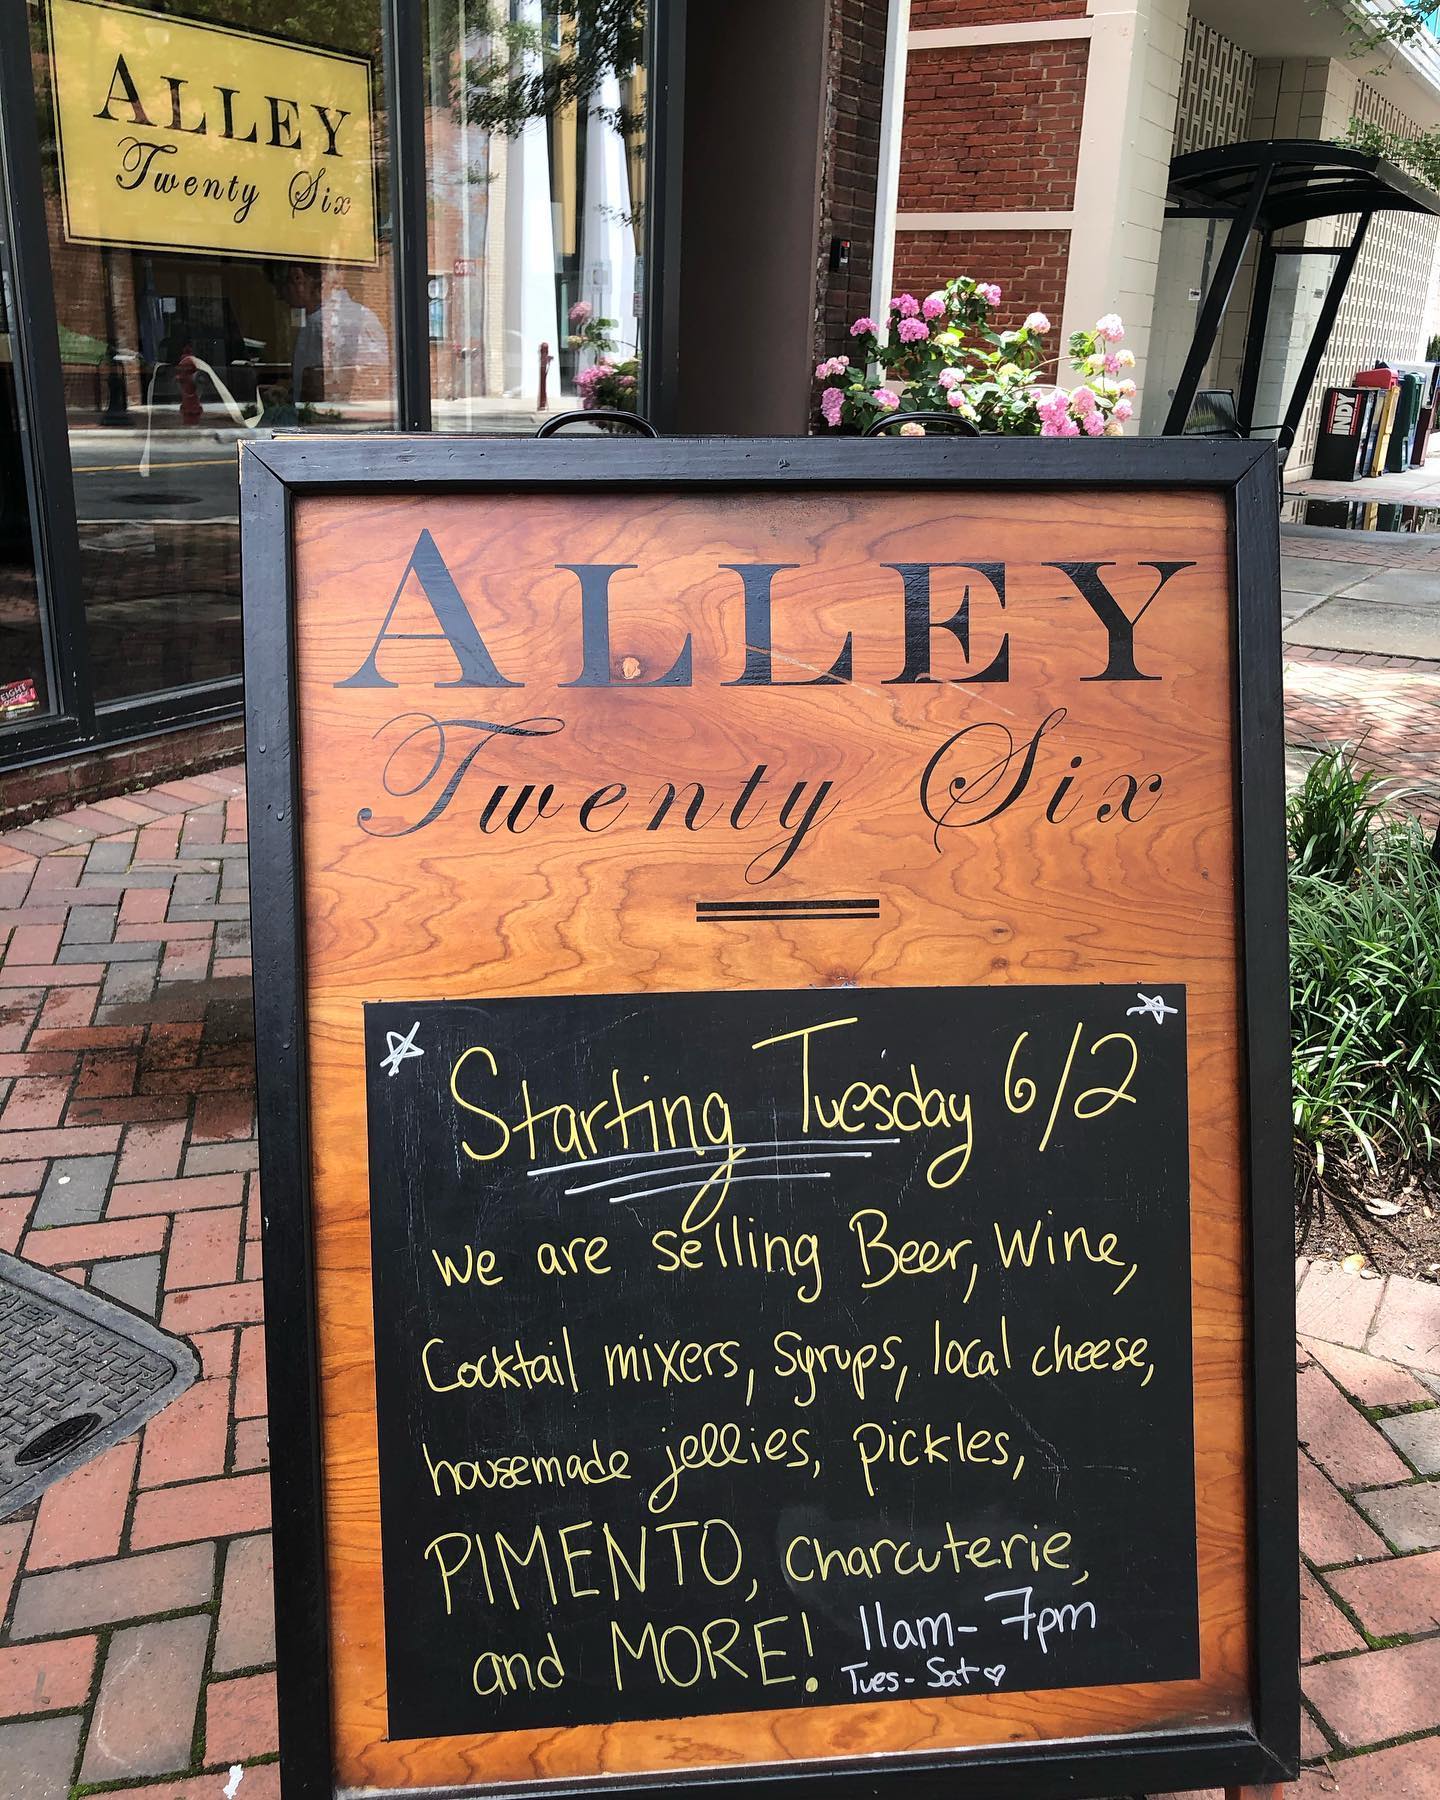 ALLEY
Twenty Six
INDY
ALLEY
Twenty Six
Starting Tuesday 6/2
we are selling Beer, Wine,
Cocktail mixers, syrups, local cheese,
housemade jellies, pickles,
PIMENTO, Charcuterie,
and MORE! 11am-7pm
Tues-Sat